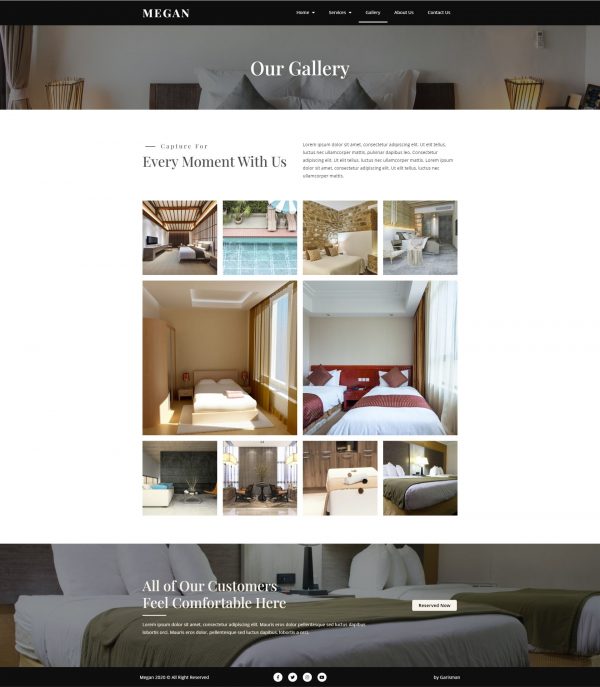 MEGAN
Home Services Gallery About Us Contact Us
Our Gallery
Capture For
Every Moment With Us
Lorem ipsum dolor sit amet, consectetur adipiscing elit. Ut elit tellus,
luctus nec ullamcorper mattis, pulvinar dapibus leo. Consectetur
adipiscing elit. Ut elit tellus, luctus nec ullamcorper mattis. Lorem ipsum
dolor sit amet, consectetur adipiscing elit. Ut elit tellus, luctus nec
ullamcorper mattis.
All of Our Customers
Feel Comfortable Here
Reserved Now
Lorem ipsum dolor sit amet, consectetur adipiscing elit. Mauris eros dolor pellentesque sed luctus dapibus
lobortis orci. Mauris eros dolor, pellentesque sed luctus dapibus lobortis a orci.
Megan 2020 © All Right Reserved
by Garisman